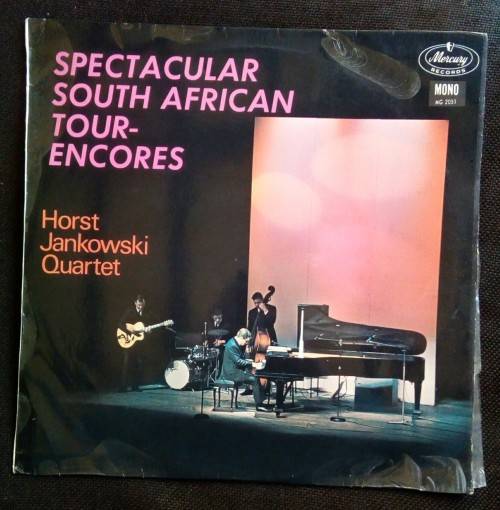 SPECTACULAR
SOUTH AFRICAN
TOUR-
ENCORES
Mercury
RECORDS
MONO
MG 2051
Horst
Jankowski
Quartet